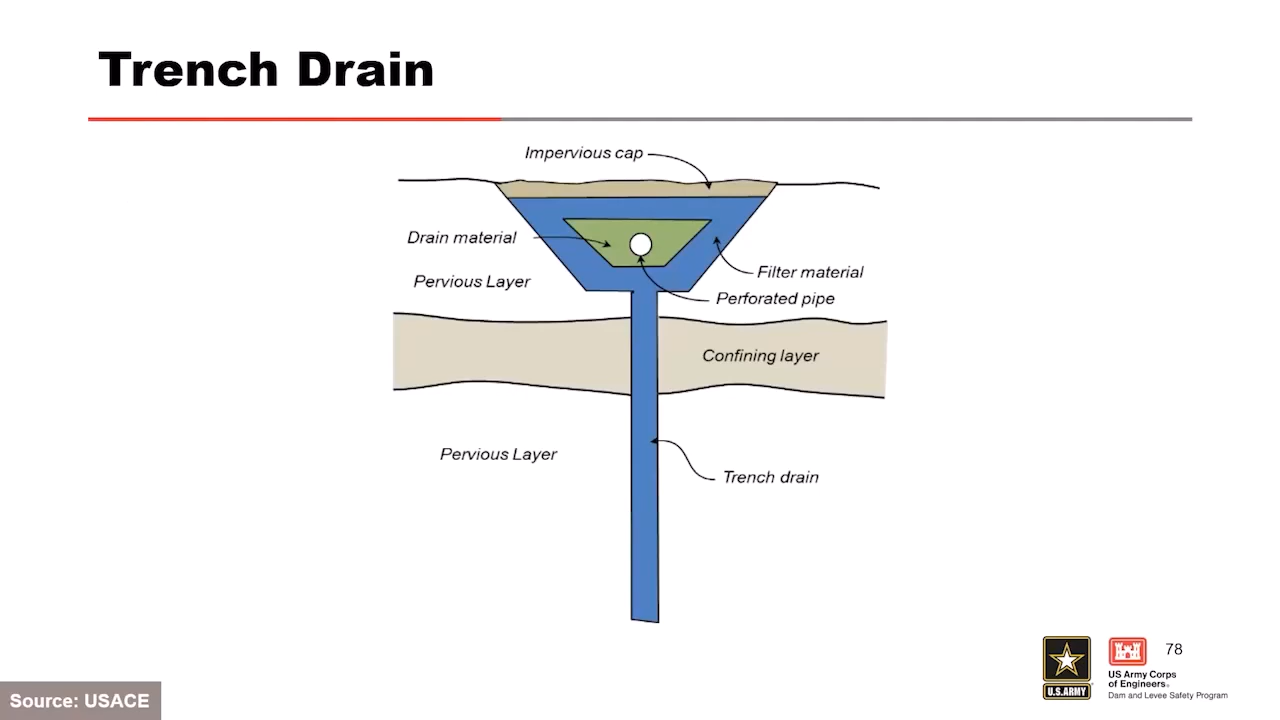 Trench Drain
Impervious cap
Drain material
Pervious Layer
Filter material
Perforated pipe
Confining layer
Pervious Layer
Trench drain
78
U.S.ARMY
US Army Corps
of Engineers®
Dam and Levee Safety Program
Source: USACE